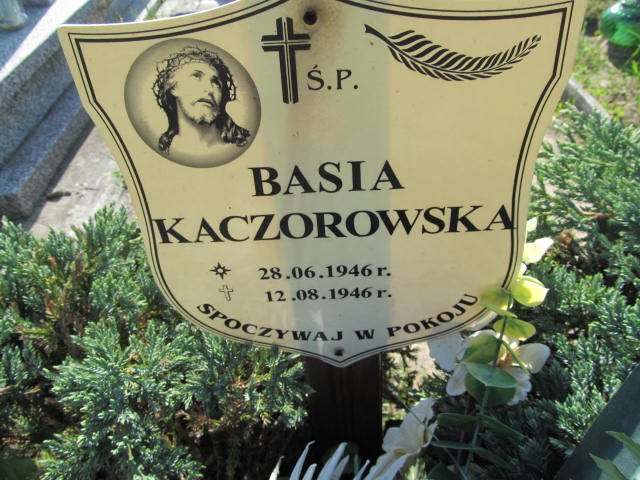 Ś.P.
BASIA
KACZOROWSKA
28.06.1946 r.
12.08.1946 r.
SPOCZYWAJ W POKOJU